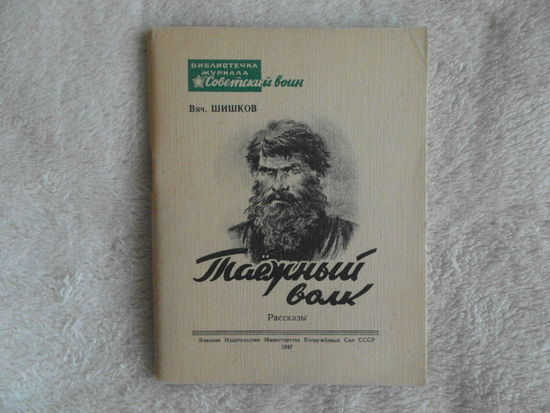 БИБЛИОТЕЧКА
ЖУРНАЛА
Советский воин
Вяч. ШИШКОВ
Таёжный
волк
Рассказы
Военное Издательство Министерства Вооружённых Сил СССР
1947